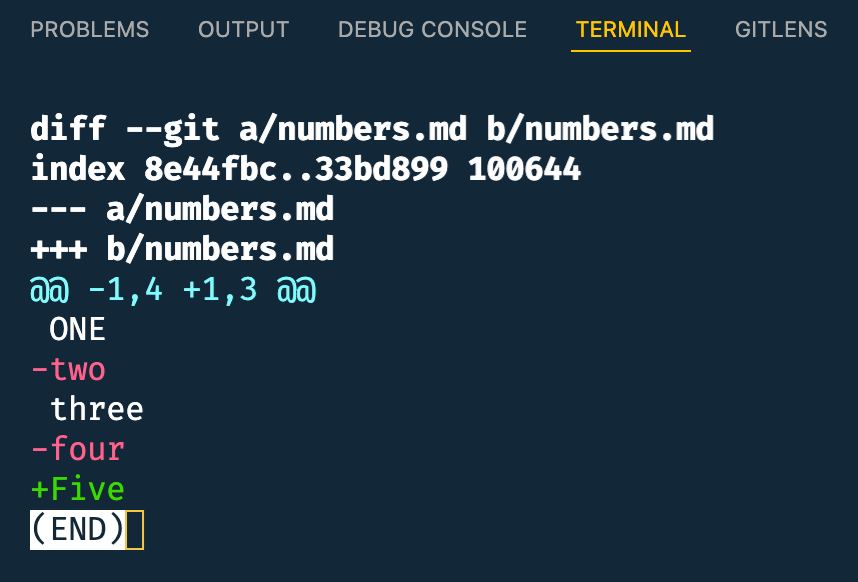 PROBLEMS OUTPUT DEBUG CONSOLE TERMINAL GITLENS
diff --git a/numbers.md b/numbers.md
index 8e44fbc..33bd899 100644
--- a/numbers.md
+++ b/numbers.md
@@ -1,4 +1,3 @@
 ONE
-two
 three
-four
+Five
(END)